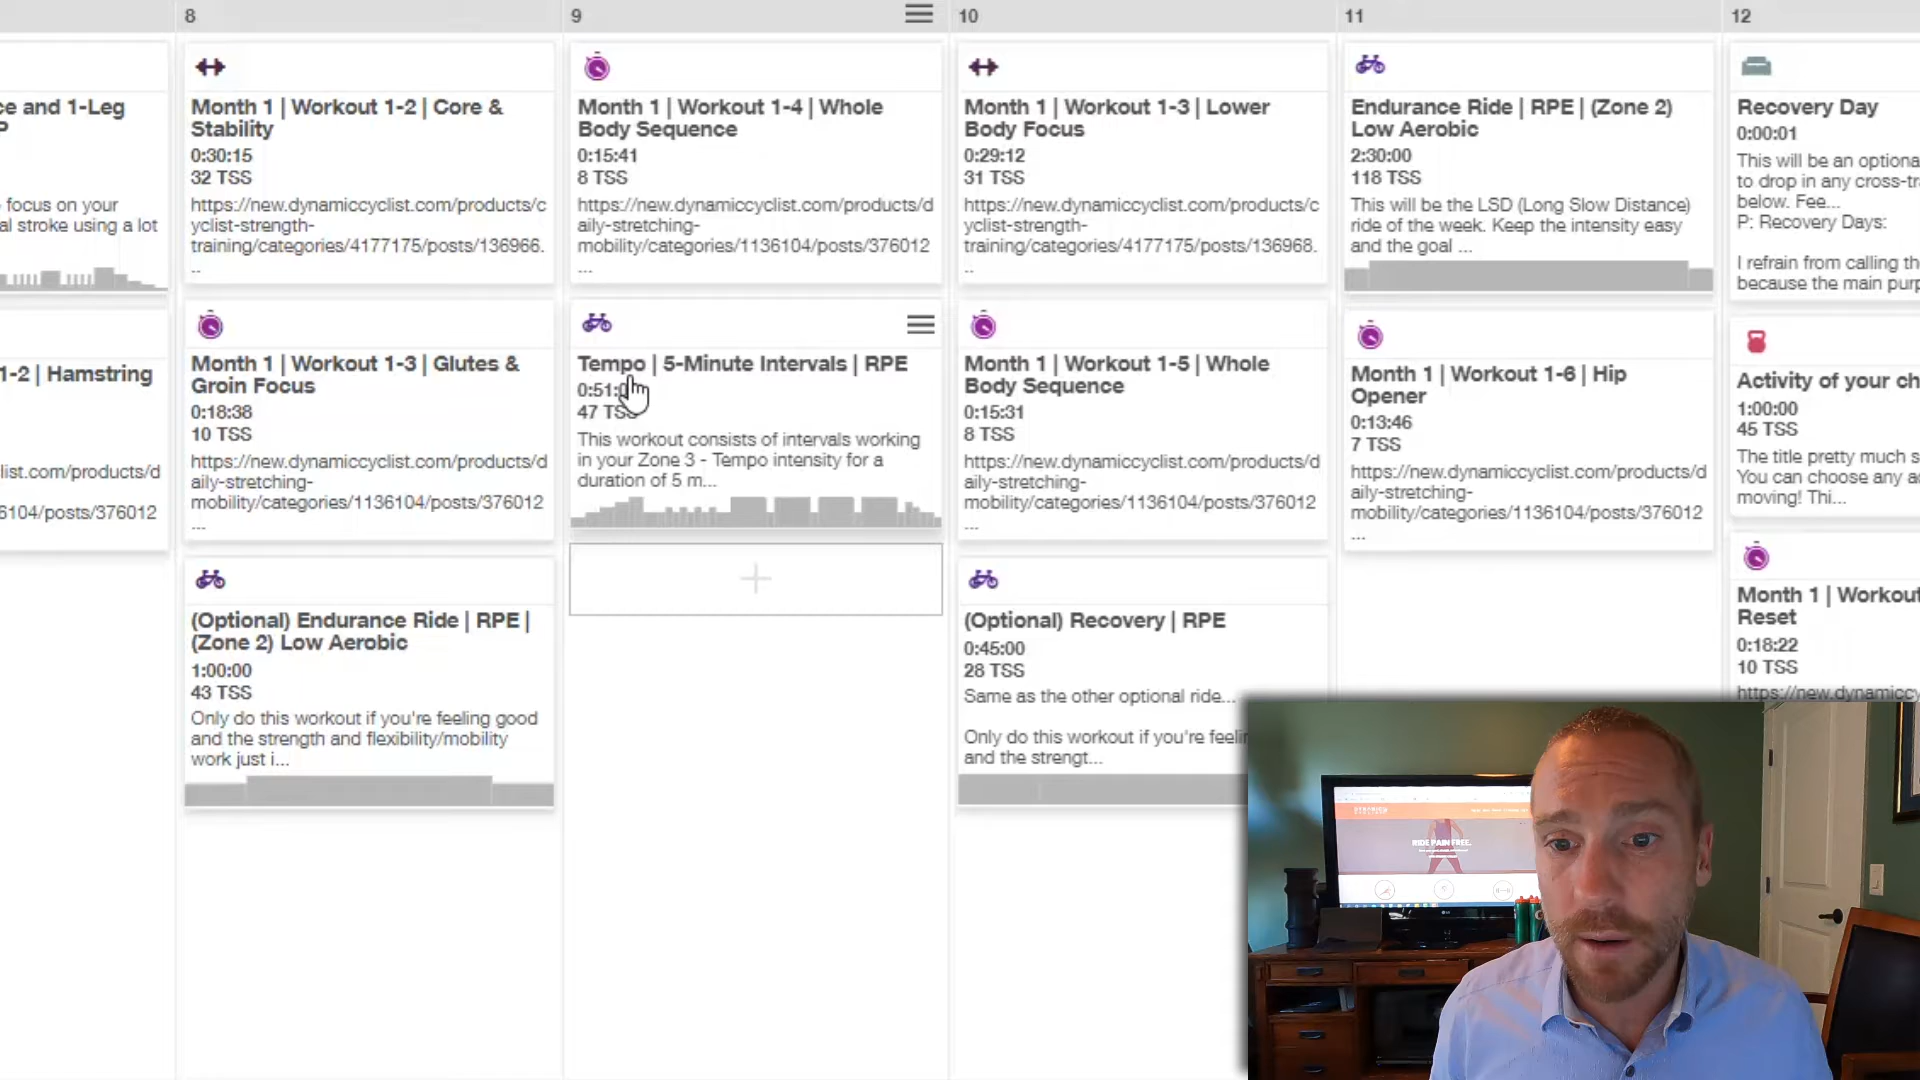 8
9
10
11
12
ce and 1-Leg
P
focus on your
al stroke using a lot
1-2 | Hamstring
list.com/products/d
6104/posts/376012
Month 1 | Workout 1-2 | Core &
Stability
0:30:15
32 TSS
https://new.dynamiccyclist.com/products/c
yclist-strength-
training/categories/4177175/posts/136966.
..
Month 1 | Workout 1-3 | Glutes &
Groin Focus
0:18:38
10 TSS
https://new.dynamiccyclist.com/products/d
aily-stretching-
mobility/categories/1136104/posts/376012
...
(Optional) Endurance Ride | RPE |
(Zone 2) Low Aerobic
1:00:00
43 TSS
Only do this workout if you're feeling good
and the strength and flexibility/mobility
work just i...
Month 1 | Workout 1-4 | Whole
Body Sequence
0:15:41
8 TSS
https://new.dynamiccyclist.com/products/d
aily-stretching-
mobility/categories/1136104/posts/376012
...
Tempo | 5-Minute Intervals | RPE
0:51:0
47 TSS
This workout consists of intervals working
in your Zone 3 - Tempo intensity for a
duration of 5 m...
Month 1 | Workout 1-3 | Lower
Body Focus
0:29:12
31 TSS
https://new.dynamiccyclist.com/products/c
yclist-strength-
training/categories/4177175/posts/136968.
..
Month 1 | Workout 1-5 | Whole
Body Sequence
0:15:31
8 TSS
https://new.dynamiccyclist.com/products/d
aily-stretching-
mobility/categories/1136104/posts/376012
...
(Optional) Recovery | RPE
0:45:00
28 TSS
Same as the other optional ride...
Only do this workout if you're feelin
and the strengt...
Endurance Ride | RPE | (Zone 2)
Low Aerobic
2:30:00
118 TSS
This will be the LSD (Long Slow Distance)
ride of the week. Keep the intensity easy
and the goal ...
Month 1 | Workout 1-6 | Hip
Opener
0:13:46
7 TSS
https://new.dynamiccyclist.com/products/d
aily-stretching-
mobility/categories/1136104/posts/376012
...
Recovery Day
0:00:01
This will be an optiona
to drop in any cross-tra
below. Fee...
P: Recovery Days:
I refrain from calling the
because the main purp
Activity of your ch
1:00:00
45 TSS
The title pretty much s
You can choose any a
moving! Thi...
Month 1 | Workout
Reset
0:18:22
10 TSS
https://new.dynamiccy
RIDE PAIN FREE.
LG